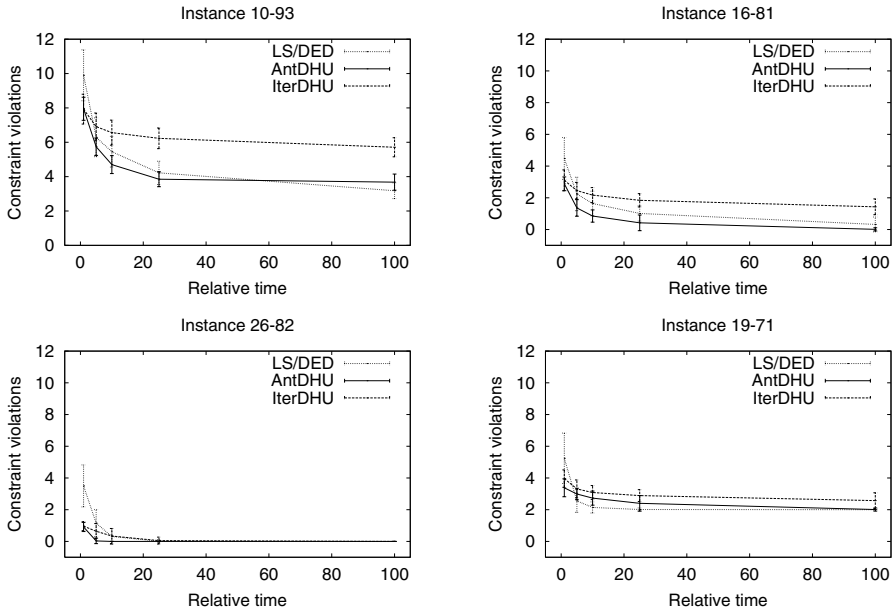 Instance 10-93
12
10
8
6
4
2
0
Constraint violations
LS/DED
AntDHU
IterDHU
0 20 40 60 80 100
Relative time
Instance 16-81
12
10
8
6
4
2
0
Constraint violations
LS/DED
AntDHU
IterDHU
0 20 40 60 80 100
Relative time
Instance 26-82
12
10
8
6
4
2
0
Constraint violations
LS/DED
AntDHU
IterDHU
0 20 40 60 80 100
Relative time
Instance 19-71
12
10
8
6
4
2
0
Constraint violations
LS/DED
AntDHU
IterDHU
0 20 40 60 80 100
Relative time